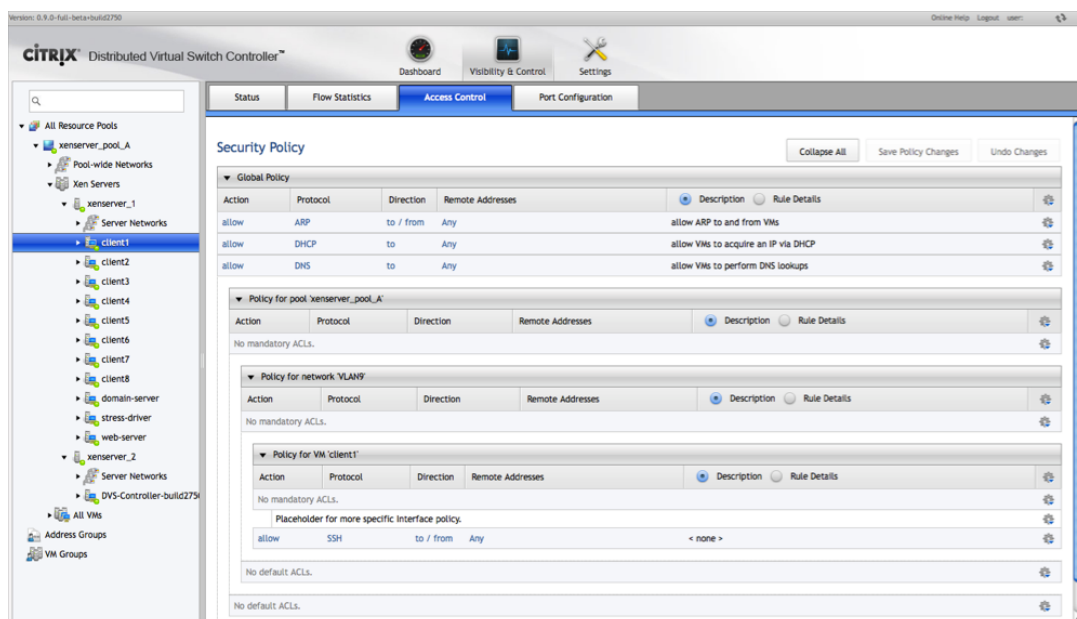 Version: 0.9.0-full-beta+build2750
Online Help Logout user:
CİTRIX Distributed Virtual Switch Controller™
Dashboard Visibility & Control Settings
Status Flow Statistics Access Control Port Configuration
All Resource Pools
xenserver_pool_A
Pool-wide Networks
Xen Servers
xenserver_1
Server Networks
client1
client2
client3
client4
client5
client6
client7
client8
domain-server
stress-driver
web-server
xenserver_2
Server Networks
DVS-Controller-build275
All VMs
Address Groups
VM Groups
Security Policy
Collapse All Save Policy Changes Undo Changes
Global Policy
Action Protocol Direction Remote Addresses Description Rule Details
allow ARP to / from Any allow ARP to and from VMs
allow DHCP to Any allow VMs to acquire an IP via DHCP
allow DNS to Any allow VMs to perform DNS lookups
Policy for pool 'xenserver_pool_A'
Action Protocol Direction Remote Addresses Description Rule Details
No mandatory ACLs.
Policy for network 'VLAN9'
Action Protocol Direction Remote Addresses Description Rule Details
No mandatory ACLs.
Policy for VM 'client1'
Action Protocol Direction Remote Addresses Description Rule Details
No mandatory ACLs.
Placeholder for more specific interface policy.
allow SSH to / from Any < none >
No default ACLs.
No default ACLs.